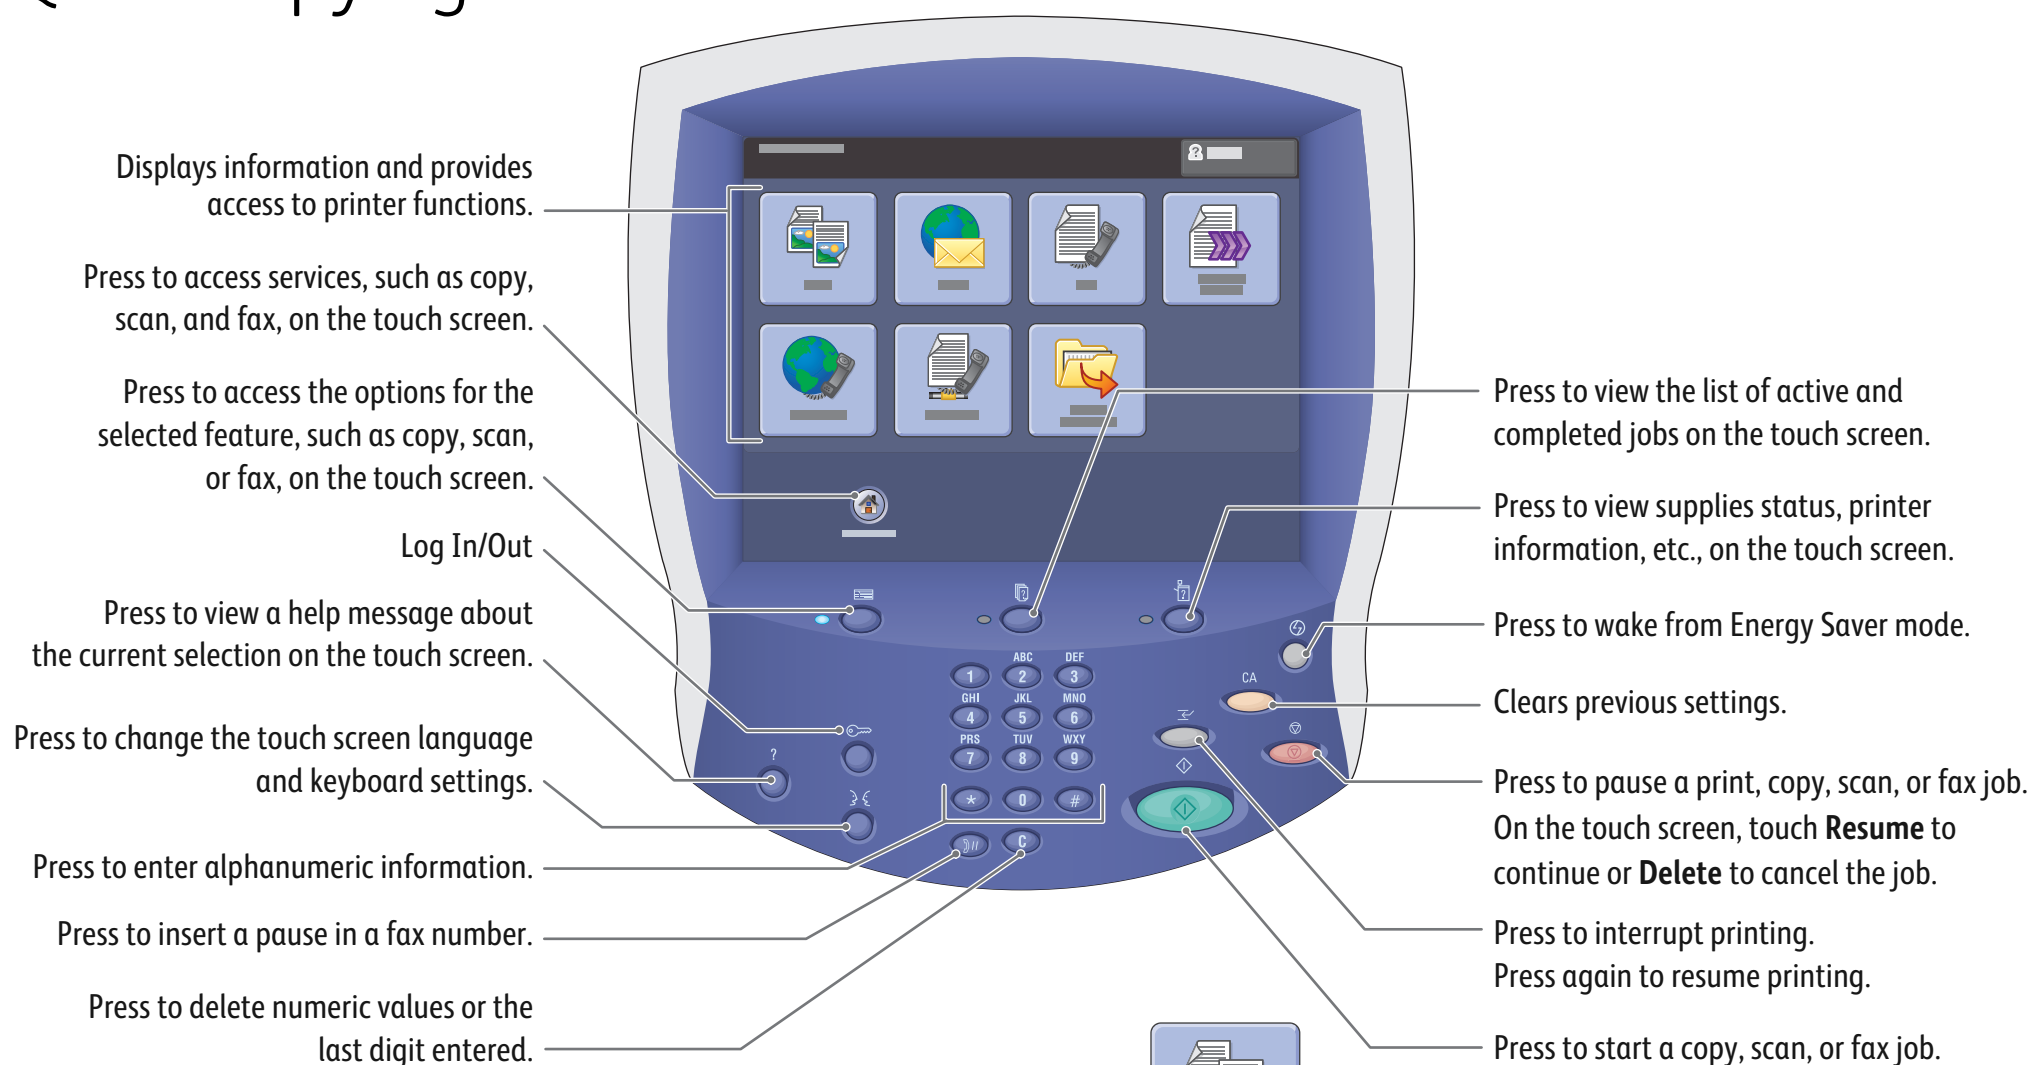 Displays information and provides
access to printer functions.
Press to access services, such as copy,
scan, and fax, on the touch screen.
Press to access the options for the
selected feature, such as copy, scan,
or fax, on the touch screen.
Log In/Out
Press to view a help message about
the current selection on the touch screen.
Press to change the touch screen language
and keyboard settings.
Press to enter alphanumeric information.
Press to insert a pause in a fax number.
Press to delete numeric values or the
last digit entered.
?
ABC DEF
1 2 3
GHI JKL MNO
4 5 6
PRS TUV WXY
7 8 9
* 0 #
C
CA
Press to view the list of active and
completed jobs on the touch screen.
Press to view supplies status, printer
information, etc., on the touch screen.
Press to wake from Energy Saver mode.
Clears previous settings.
Press to pause a print, copy, scan, or fax job.
On the touch screen, touch Resume to
continue or Delete to cancel the job.
Press to interrupt printing.
Press again to resume printing.
Press to start a copy, scan, or fax job.